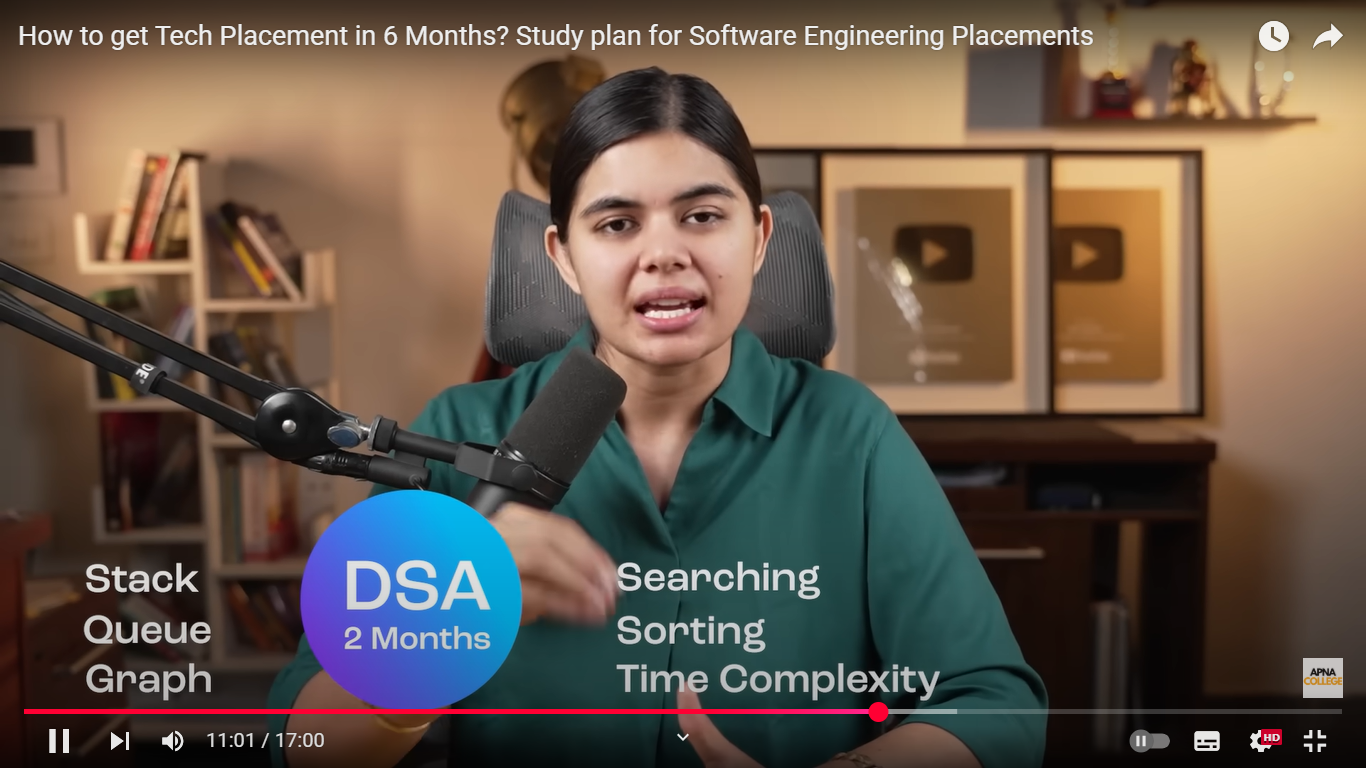 How to get Tech Placement in 6 Months? Study plan for Software Engineering Placements
Stack
Queue
Graph
DSA
2 Months
Searching
Sorting
Time Complexity
APNA
COLLEGE
11:01 / 17:00
HD